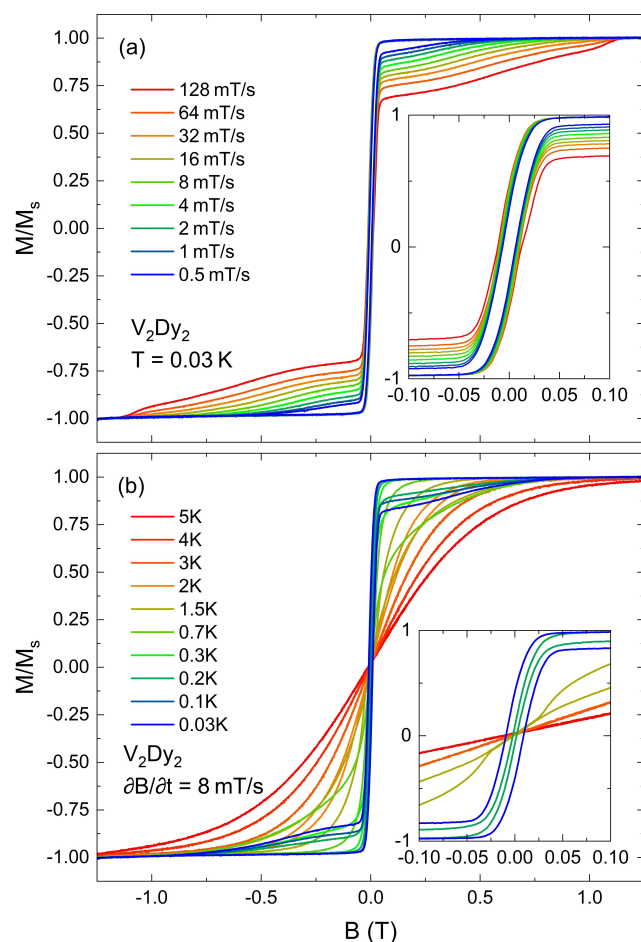 (a)
1.00
0.75
0.50
0.25
0.00
-0.25
-0.50
-0.75
-1.00
M/Mₛ
128 mT/s
64 mT/s
32 mT/s
16 mT/s
8 mT/s
4 mT/s
2 mT/s
1 mT/s
0.5 mT/s
V₂Dy₂
T = 0.03 K
1
0
-1
-0.10 -0.05 0.00 0.05 0.10
(b)
1.00
0.75
0.50
0.25
0.00
-0.25
-0.50
-0.75
-1.00
M/Mₛ
5K
4K
3K
2K
1.5K
0.7K
0.3K
0.2K
0.1K
0.03K
V₂Dy₂
∂B/∂t = 8 mT/s
1
0
-1
-0.10 -0.05 0.00 0.05 0.10
-1.0 -0.5 0.0 0.5 1.0
B (T)